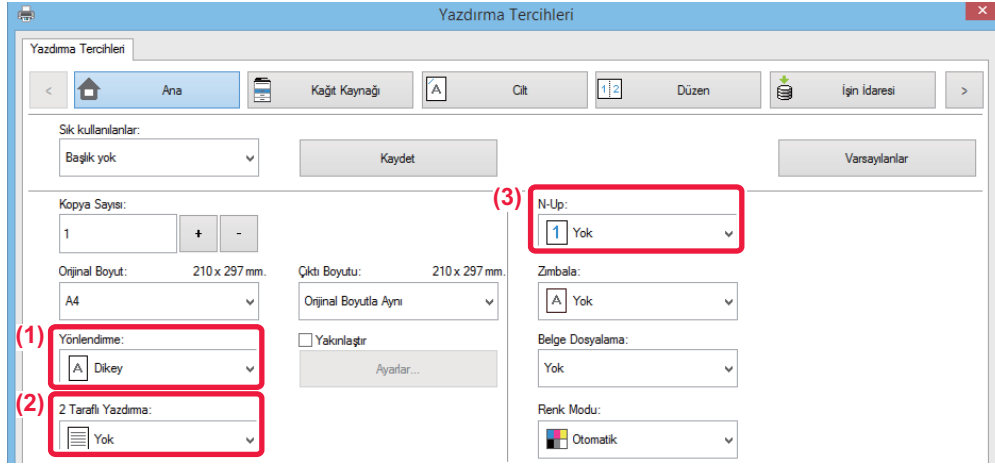 Yazdırma Tercihleri
Yazdırma Tercihleri
< Ana Kağıt Kaynağı A Cilt 1 2 Düzen İşin İdaresi >
Sık kullanılanlar:
Başlık yok Kaydet Varsayılanlar
(3)
Kopya Sayısı: N-Up:
1 + - 1 Yok
Orijinal Boyut: 210 x 297 mm. Çıktı Boyutu: 210 x 297 mm. Zımbala:
A4 Orijinal Boyutla Aynı A Yok
(1)
Yönlendirme: Yakınlaştır Belge Dosyalama:
A Dikey Ayarlar... Yok
(2)
2 Taraflı Yazdırma: Renk Modu:
Yok Otomatik